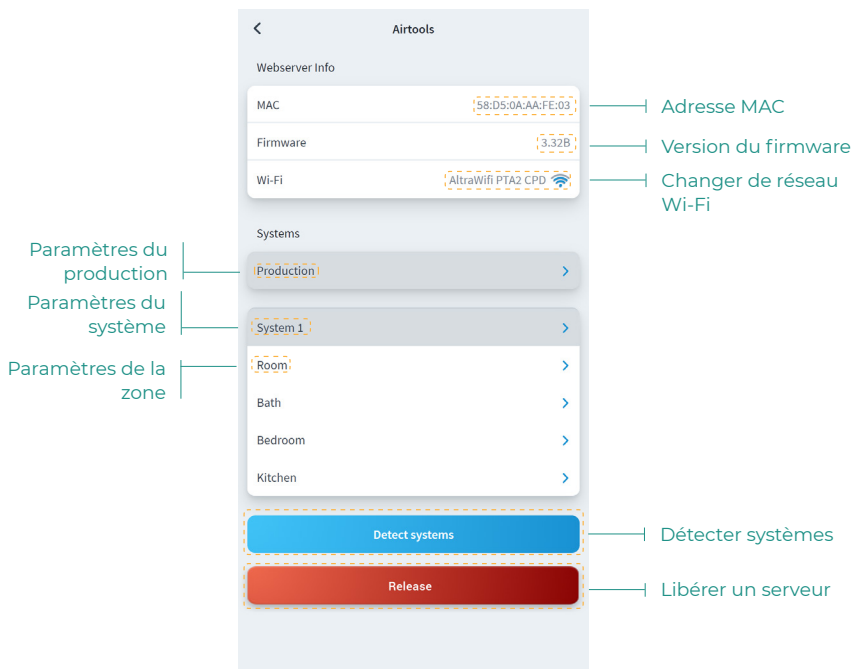 Airtools
Webserver Info
MAC 58:D5:0A:AA:FE:03
Adresse MAC
Firmware 3.32B
Version du firmware
Wi-Fi AltraWifi PTA2 CPD
Changer de réseau
Wi-Fi
Systems
Paramètres du
production
Production
Paramètres du
système
System 1
Paramètres de la
zone
Room
Bath
Bedroom
Kitchen
Detect systems
Détecter systèmes
Release
Libérer un serveur